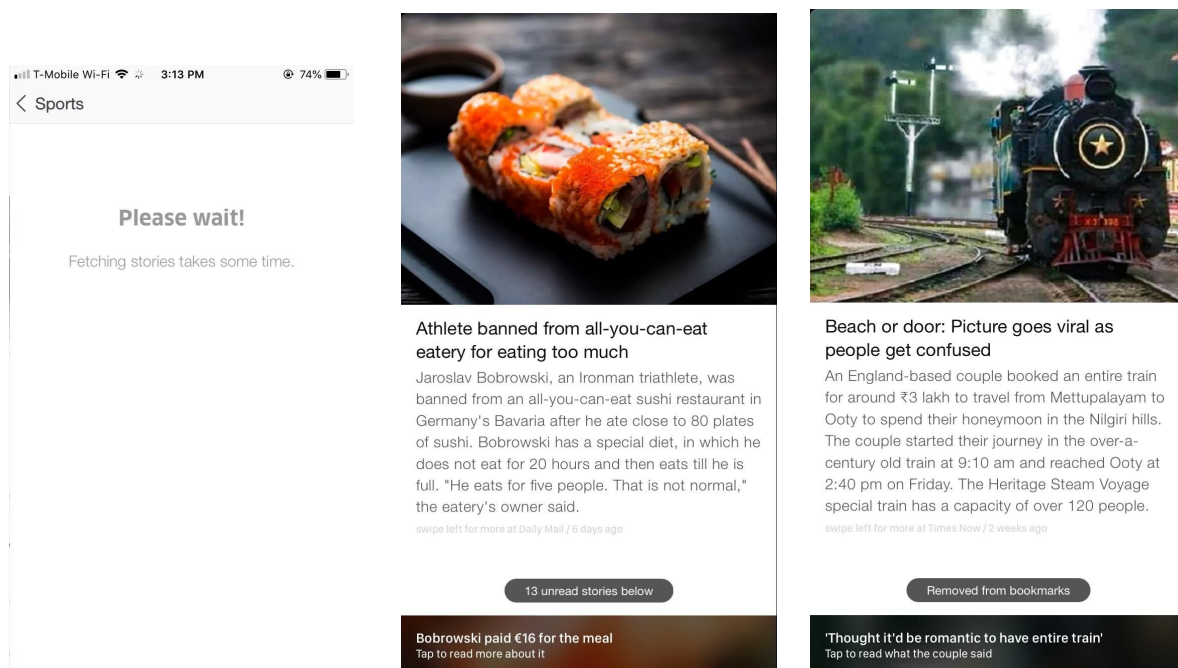 T-Mobile Wi-Fi 3:13 PM 74%
Sports
Please wait!
Fetching stories takes some time.
Athlete banned from all-you-can-eat
eatery for eating too much
Jaroslav Bobrowski, an Ironman triathlete, was
banned from an all-you-can-eat sushi restaurant in
Germany's Bavaria after he ate close to 80 plates
of sushi. Bobrowski has a special diet, in which he
does not eat for 20 hours and then eats till he is
full. "He eats for five people. That is not normal,"
the eatery's owner said.
swipe left for more at Daily Mail / 6 days ago
13 unread stories below
Bobrowski paid €16 for the meal
Tap to read more about it
Beach or door: Picture goes viral as
people get confused
An England-based couple booked an entire train
for around ₹3 lakh to travel from Mettupalayam to
Ooty to spend their honeymoon in the Nilgiri hills.
The couple started their journey in the over-a-
century old train at 9:10 am and reached Ooty at
2:40 pm on Friday. The Heritage Steam Voyage
special train has a capacity of over 120 people.
swipe left for more at Times Now / 2 weeks ago
Removed from bookmarks
'Thought it'd be romantic to have entire train'
Tap to read what the couple said